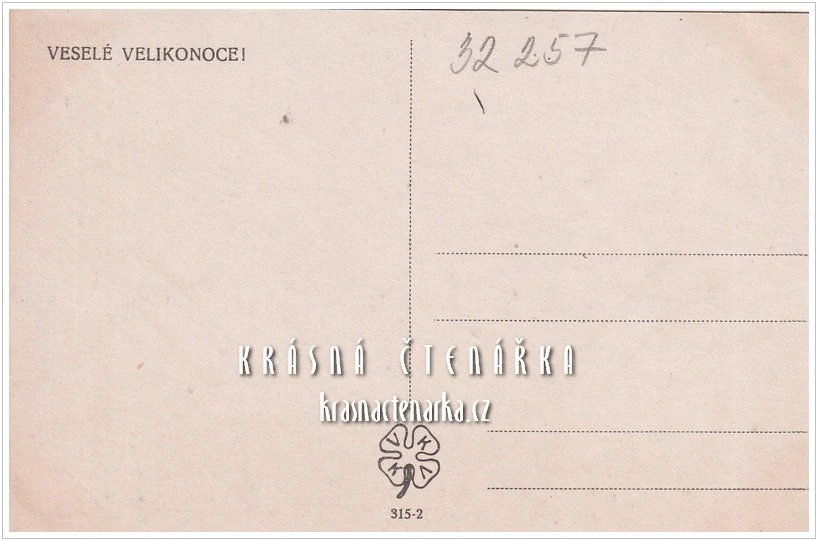 VESELÉ VELIKONOCE!
32 257
KRÁSNÁ ČTENÁŘKA
krasnactenarka.cz
V K
K V
315-2